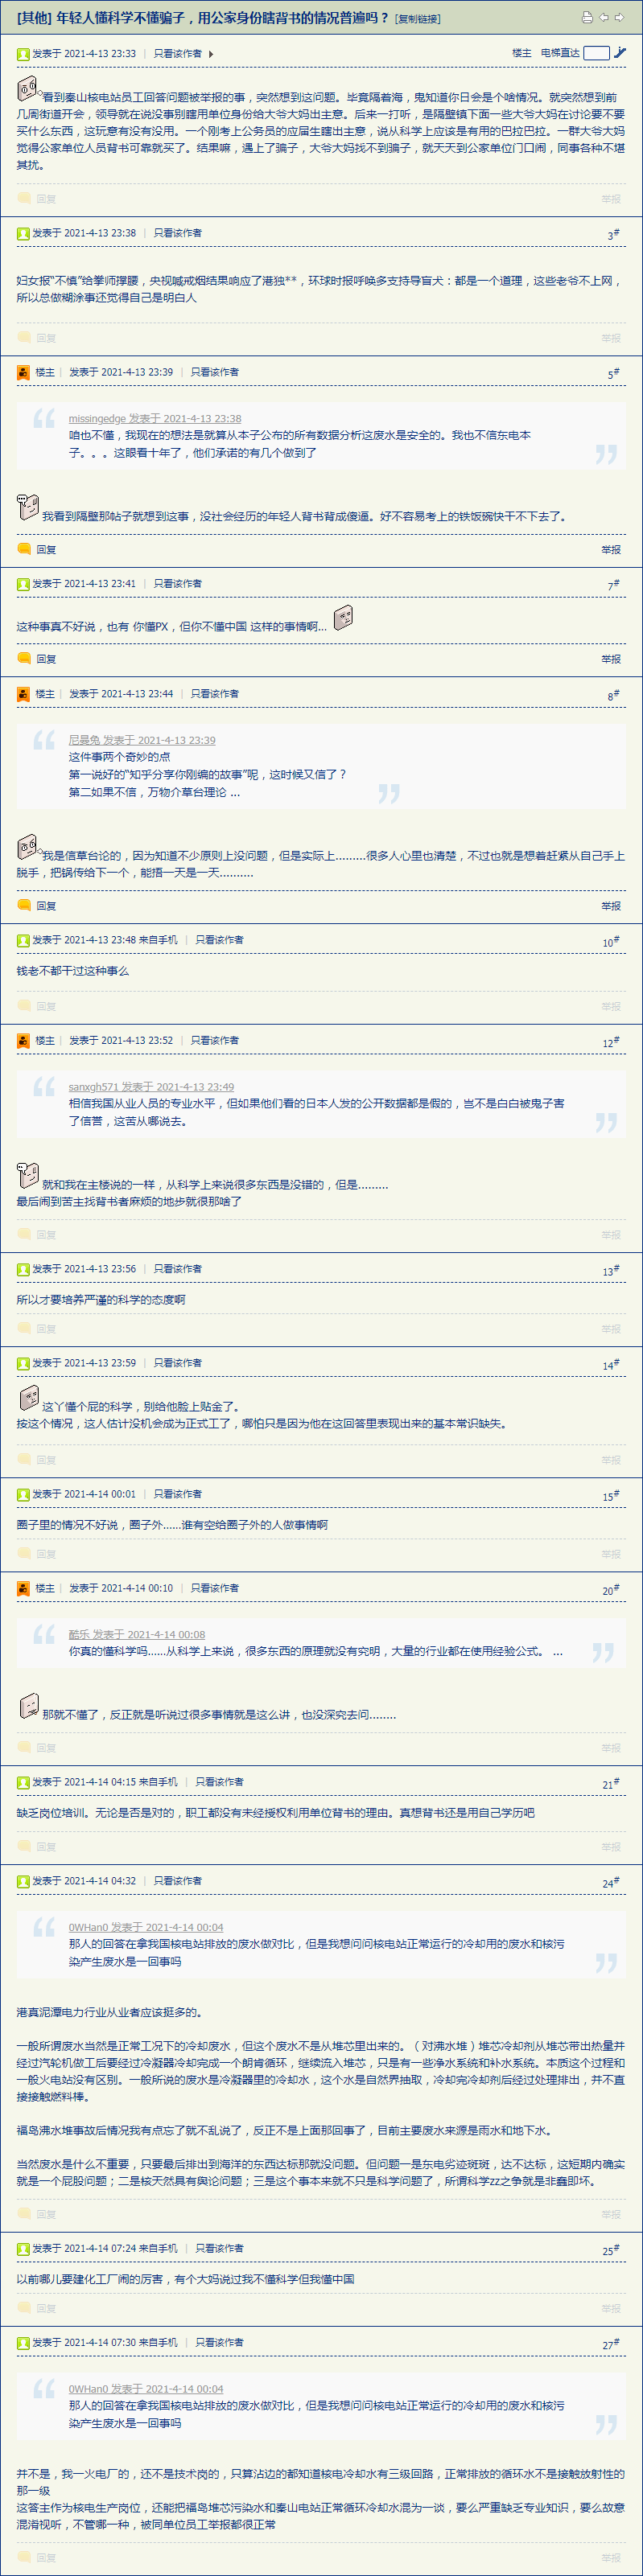 [其他] 年轻人懂科学不懂骗子，用公家身份瞎背书的情况普遍吗？ [复制链接]
发表于 2021-4-13 23:33 | 只看该作者
楼主 电梯直达
看到秦山核电站员工回答问题被举报的事，突然想到这问题。毕竟隔着海，鬼知道你日会是个啥情况。就突然想到前
几周街道开会，领导就在说没事别瞎用单位身份给大爷大妈出主意。后来一打听，是隔壁镇下面一些大爷大妈在讨论要不要
买什么东西，这玩意有没有没用。一个刚考上公务员的应届生瞎出主意，说从科学上应该是有用的巴拉巴拉。一群大爷大妈
觉得公家单位人员背书可靠就买了。结果嘛，遇上了骗子，大爷大妈找不到骗子，就天天到公家单位门口闹，同事各种不堪
其扰。
回复
举报
发表于 2021-4-13 23:38 | 只看该作者
3#
妇女报“不慎”给拳师撑腰，央视喊戒烟结果响应了港独**，环球时报呼唤多支持导盲犬：都是一个道理，这些老爷不上网，
所以总做糊涂事还觉得自己是明白人
回复
举报
楼主 | 发表于 2021-4-13 23:39 | 只看该作者
5#
missingedge 发表于 2021-4-13 23:38
咱也不懂，我现在的想法是就算从本子公布的所有数据分析这废水是安全的。我也不信东电本
子。。。这眼看十年了，他们承诺的有几个做到了
我看到隔壁那帖子就想到这事，没社会经历的年轻人背书背成傻逼。好不容易考上的铁饭碗快干不下去了。
回复
举报
发表于 2021-4-13 23:41 | 只看该作者
7#
这种事真不好说，也有 你懂PX，但你不懂中国 这样的事情啊...
回复
举报
楼主 | 发表于 2021-4-13 23:44 | 只看该作者
8#
尼曼兔 发表于 2021-4-13 23:39
这件事两个奇妙的点
第一说好的“知乎分享你刚编的故事”呢，这时候又信了？
第二如果不信，万物介草台理论 ...
我是信草台论的，因为知道不少原则上没问题，但是实际上.........很多人心里也清楚，不过也就是想着赶紧从自己手上
脱手，把锅传给下一个，能捂一天是一天..........
回复
举报
发表于 2021-4-13 23:48 来自手机 | 只看该作者
10#
钱老不都干过这种事么
回复
举报
楼主 | 发表于 2021-4-13 23:52 | 只看该作者
12#
sanxgh571 发表于 2021-4-13 23:49
相信我国从业人员的专业水平，但如果他们看的日本人发的公开数据都是假的，岂不是白白被鬼子害
了信誉，这苦从哪说去。
就和我在主楼说的一样，从科学上来说很多东西是没错的，但是.........
最后闹到苦主找背书者麻烦的地步就很那啥了
回复
举报
发表于 2021-4-13 23:56 | 只看该作者
13#
所以才要培养严谨的科学的态度啊
回复
举报
发表于 2021-4-13 23:59 | 只看该作者
14#
这丫懂个屁的科学，别给他脸上贴金了。
按这个情况，这人估计没机会成为正式工了，哪怕只是因为他在这回答里表现出来的基本常识缺失。
回复
举报
发表于 2021-4-14 00:01 | 只看该作者
15#
圈子里的情况不好说，圈子外......谁有空给圈子外的人做事情啊
回复
举报
楼主 | 发表于 2021-4-14 00:10 | 只看该作者
20#
酷乐 发表于 2021-4-14 00:08
你真的懂科学吗......从科学上来说，很多东西的原理就没有究明，大量的行业都在使用经验公式。 ...
那就不懂了，反正就是听说过很多事情就是这么讲，也没深究去问........
回复
举报
发表于 2021-4-14 04:15 来自手机 | 只看该作者
21#
缺乏岗位培训。无论是否是对的，职工都没有未经授权利用单位背书的理由。真想背书还是用自己学历吧
回复
举报
发表于 2021-4-14 04:32 | 只看该作者
24#
0WHan0 发表于 2021-4-14 00:04
那人的回答在拿我国核电站排放的废水做对比，但是我想问问核电站正常运行的冷却用的废水和核污
染产生废水是一回事吗
港真泥潭电力行业从业者应该挺多的。
一般所谓废水当然是正常工况下的冷却废水，但这个废水不是从堆芯里出来的。（对沸水堆）堆芯冷却剂从堆芯带出热量并
经过汽轮机做工后要经过冷凝器冷却完成一个朗肯循环，继续流入堆芯，只是有一些净水系统和补水系统。本质这个过程和
一般火电站没有区别。一般所说的废水是冷凝器里的冷却水，这个水是自然界抽取，冷却完冷却剂后经过处理排出，并不直
接接触燃料棒。
福岛沸水堆事故后情况我有点忘了就不乱说了，反正不是上面那回事了，目前主要废水来源是雨水和地下水。
当然废水是什么不重要，只要最后排出到海洋的东西达标那就没问题。但问题一是东电劣迹斑斑，达不达标，这短期内确实
就是一个屁股问题；二是核天然具有舆论问题；三是这个事本来就不只是科学问题了，所谓科学zz之争就是非蠢即坏。
回复
举报
发表于 2021-4-14 07:24 来自手机 | 只看该作者
25#
以前哪儿要建化工厂闹的厉害，有个大妈说过我不懂科学但我懂中国
回复
举报
发表于 2021-4-14 07:30 来自手机 | 只看该作者
27#
0WHan0 发表于 2021-4-14 00:04
那人的回答在拿我国核电站排放的废水做对比，但是我想问问核电站正常运行的冷却用的废水和核污
染产生废水是一回事吗
并不是，我一火电厂的，还不是技术岗的，只算沾边的都知道核电冷却水有三级回路，正常排放的循环水不是接触放射性的
那一级
这答主作为核电生产岗位，还能把福岛堆芯污染水和秦山电站正常循环冷却水混为一谈，要么严重缺乏专业知识，要么故意
混淆视听，不管哪一种，被同单位员工举报都很正常
回复
举报